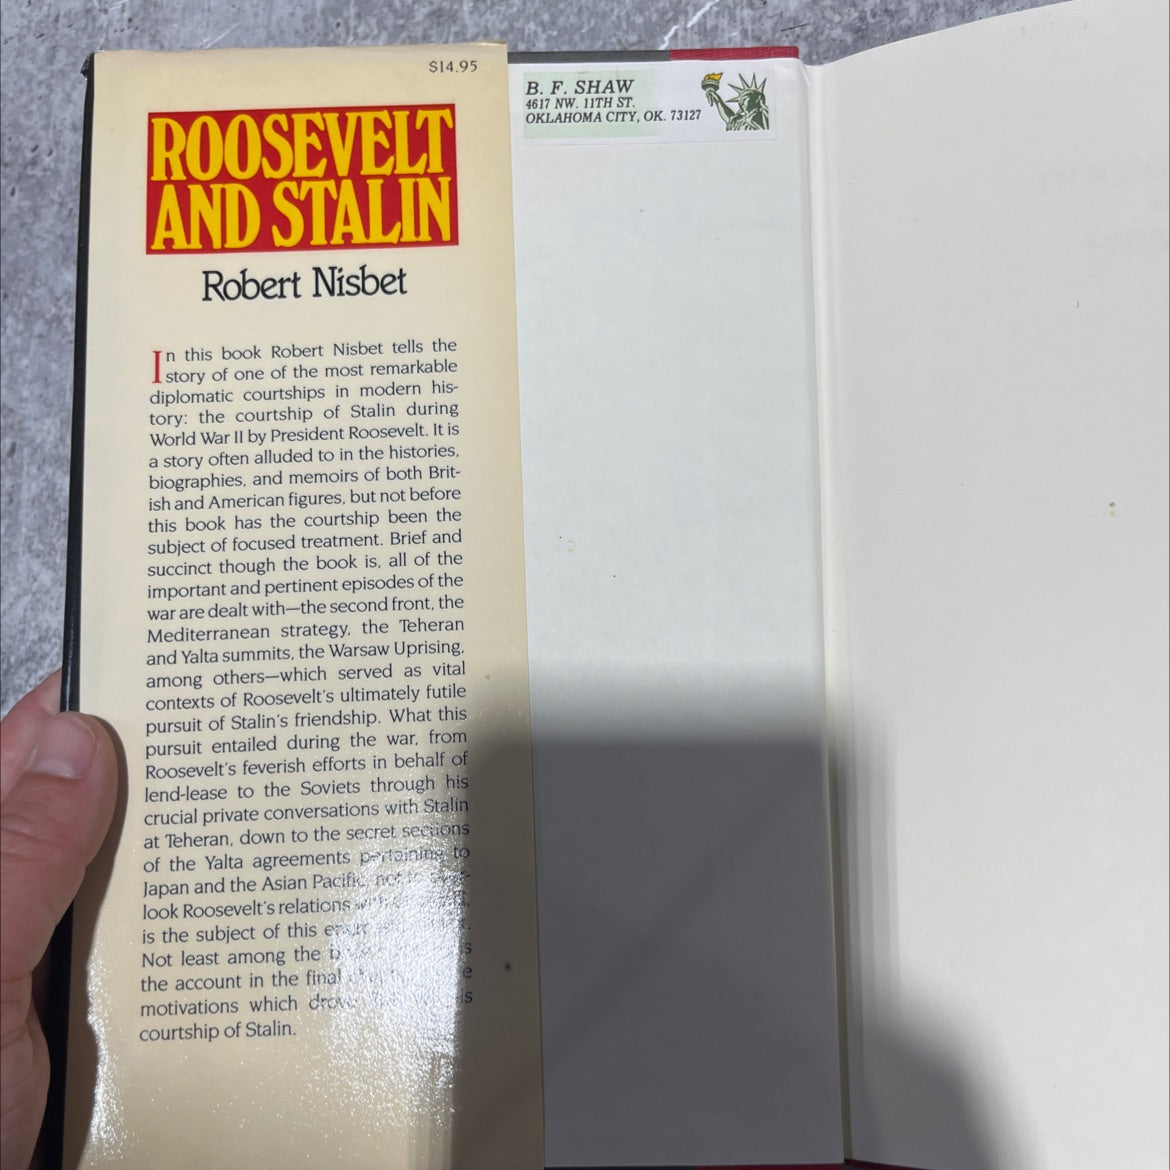 $14.95
ROOSEVELT
AND STALIN
Robert Nisbet
In this book Robert Nisbet tells the
story of one of the most remarkable
diplomatic courtships in modern his-
tory: the courtship of Stalin during
World War II by President Roosevelt. It is
a story often alluded to in the histories,
biographies, and memoirs of both Brit-
ish and American figures, but not before
this book has the courtship been the
subject of focused treatment. Brief and
succinct though the book is, all of the
important and pertinent episodes of the
war are dealt with—the second front, the
Mediterranean strategy, the Teheran
and Yalta summits, the Warsaw Uprising,
among others—which served as vital
contexts of Roosevelt's ultimately futile
pursuit of Stalin's friendship. What this
pursuit entailed during the war, from
Roosevelt's feverish efforts in behalf of
lend-lease to the Soviets through his
crucial private conversations with Stalin
at Teheran, down to the secret sections
of the Yalta agreements pertaining to
Japan and the Asian Pacific, not
look Roosevelt's relations
is the subject of this
Not least among the
the account in the final
motivations which drove
courtship of Stalin.
B. F. SHAW
4617 NW. 11TH ST.
OKLAHOMA CITY, OK. 73127